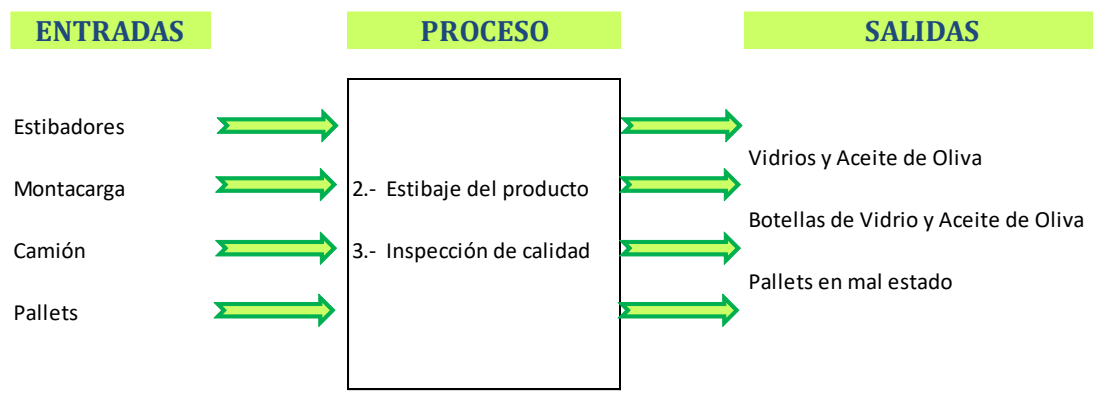 ENTRADAS
PROCESO
SALIDAS
Estibadores
Vidrios y Aceite de Oliva
Montacarga
2.- Estibaje del producto
Botellas de Vidrio y Aceite de Oliva
Camión
3.- Inspección de calidad
Pallets en mal estado
Pallets